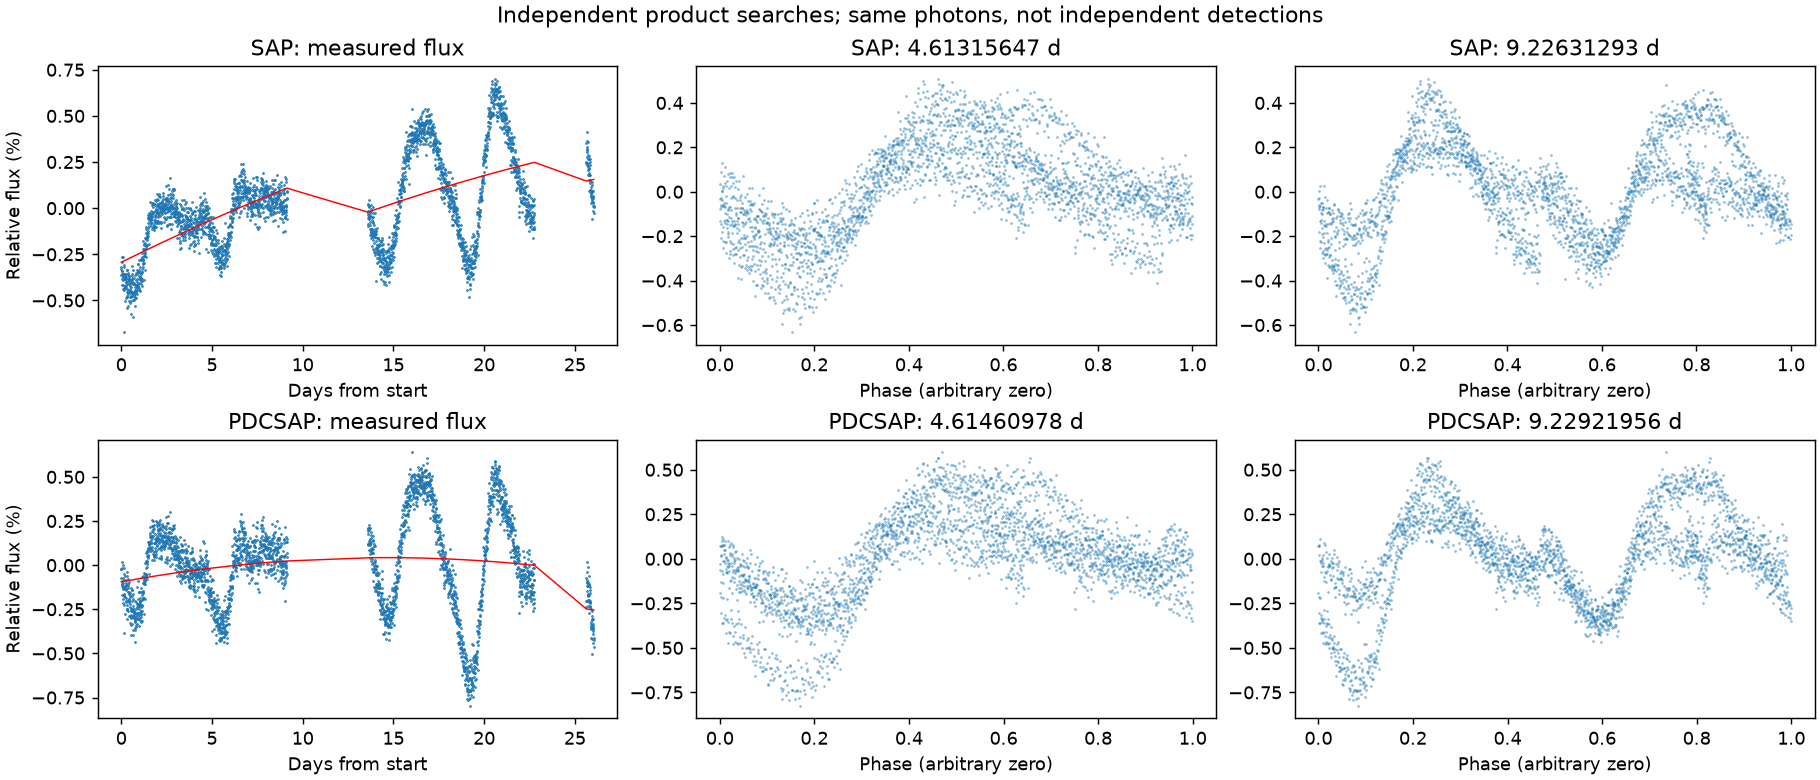 Independent product searches; same photons, not independent detections
SAP: measured flux
SAP: 4.61315647 d
SAP: 9.22631293 d
Relative flux (%)
0.75
0.50
0.25
0.00
−0.25
−0.50
0 5 10 15 20 25
Days from start
0.4
0.2
0.0
−0.2
−0.4
−0.6
0.0 0.2 0.4 0.6 0.8 1.0
Phase (arbitrary zero)
0.4
0.2
0.0
−0.2
−0.4
−0.6
0.0 0.2 0.4 0.6 0.8 1.0
Phase (arbitrary zero)
PDCSAP: measured flux
PDCSAP: 4.61460978 d
PDCSAP: 9.22921956 d
Relative flux (%)
0.50
0.25
0.00
−0.25
−0.50
−0.75
0 5 10 15 20 25
Days from start
0.50
0.25
0.00
−0.25
−0.50
−0.75
0.0 0.2 0.4 0.6 0.8 1.0
Phase (arbitrary zero)
0.50
0.25
0.00
−0.25
−0.50
−0.75
0.0 0.2 0.4 0.6 0.8 1.0
Phase (arbitrary zero)